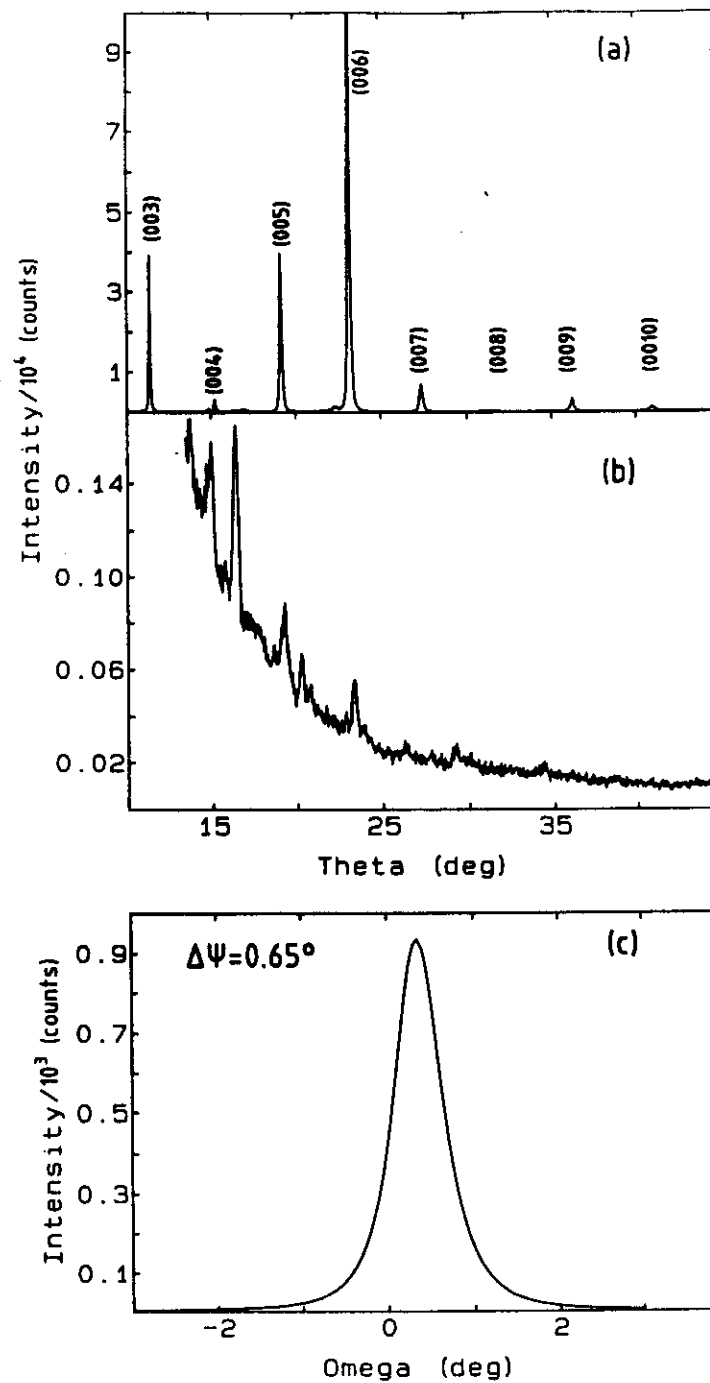 (a)
9
7
5
3
1
(003)
(004)
(005)
(006)
(007)
(008)
(009)
(0010)
Intensity/10⁴ (counts)
(b)
0.14
0.10
0.06
0.02
15 25 35
Theta (deg)
(c)
ΔΨ=0.65°
0.9
0.7
0.5
0.3
0.1
Intensity/10³ (counts)
-2 0 2
Omega (deg)